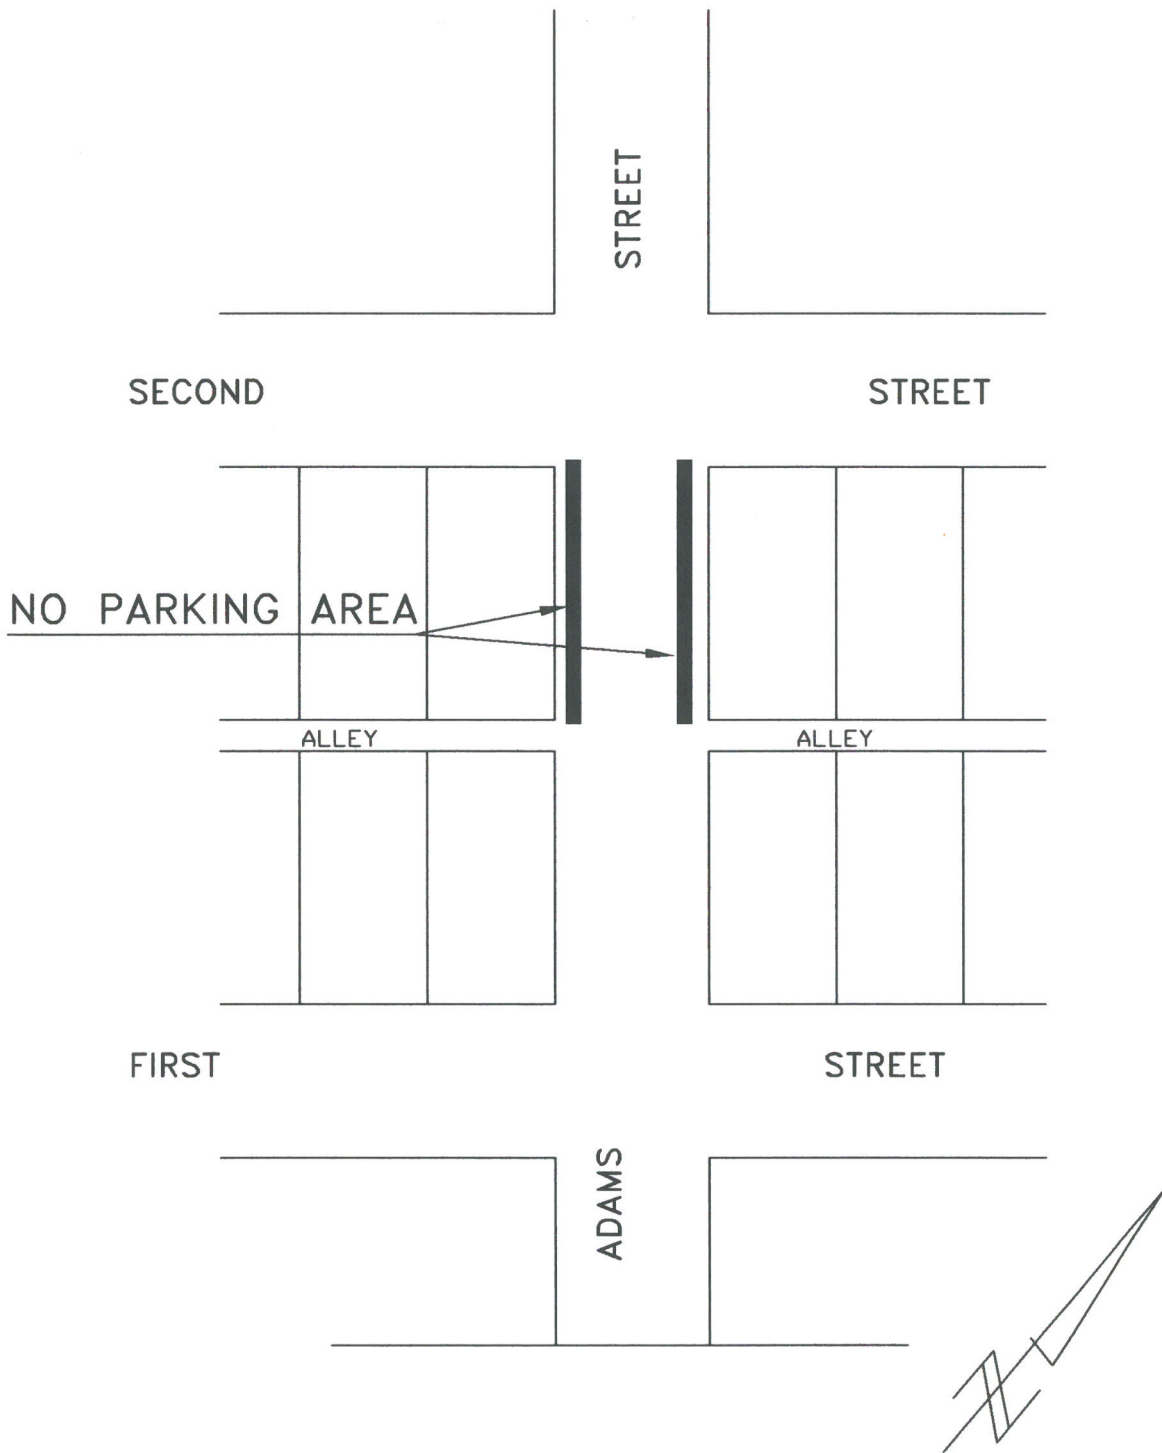 STREET
SECOND STREET
NO PARKING AREA
ALLEY ALLEY
FIRST STREET
ADAMS
N